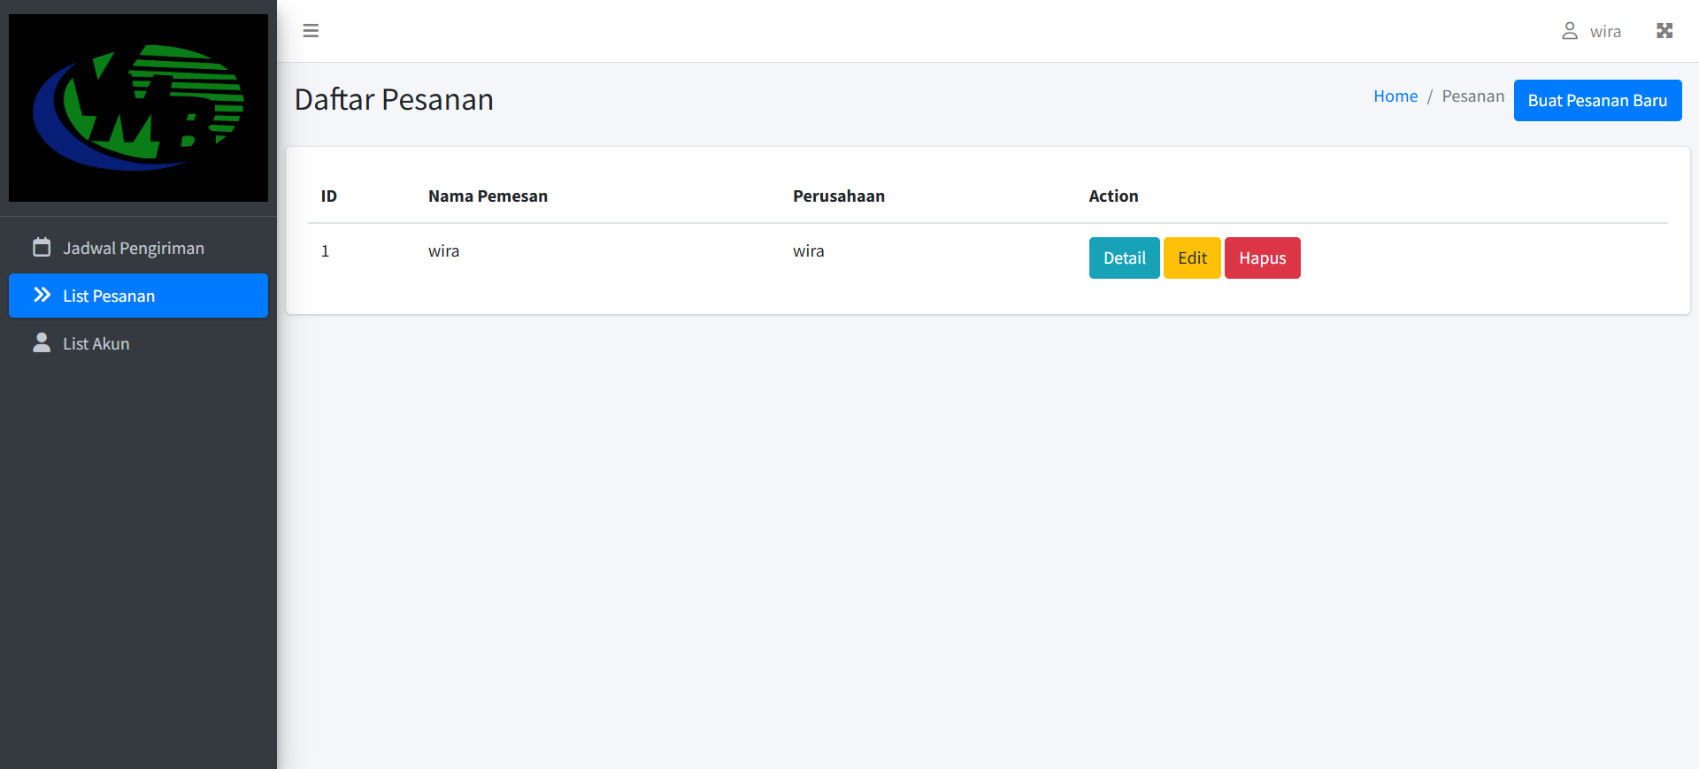 MB
wira
Daftar Pesanan
Home / Pesanan
Buat Pesanan Baru
Jadwal Pengiriman
List Pesanan
List Akun
ID Nama Pemesan Perusahaan Action
1 wira wira Detail Edit Hapus